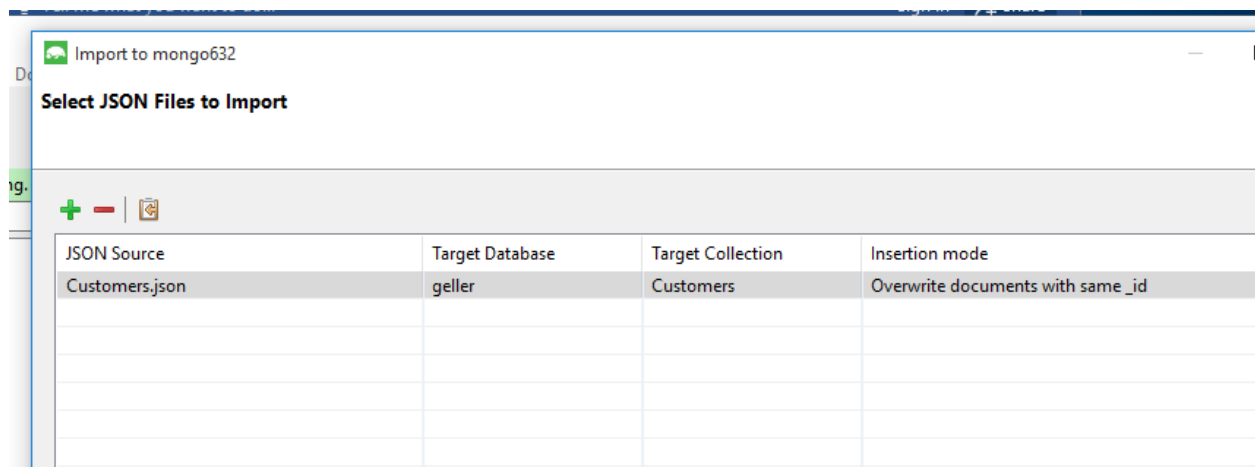 Import to mongo632
Select JSON Files to Import
ng.
JSON Source Target Database Target Collection Insertion mode
Customers.json geller Customers Overwrite documents with same _id